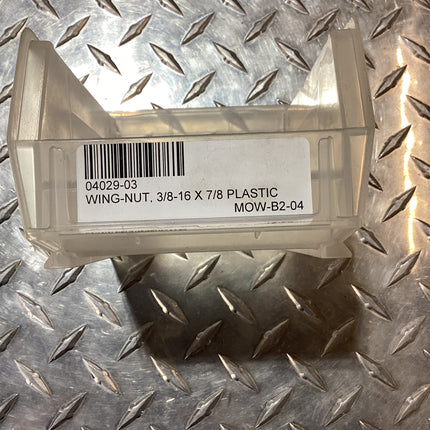 04029-03
WING-NUT, 3/8-16 X 7/8 PLASTIC
MOW-B2-04